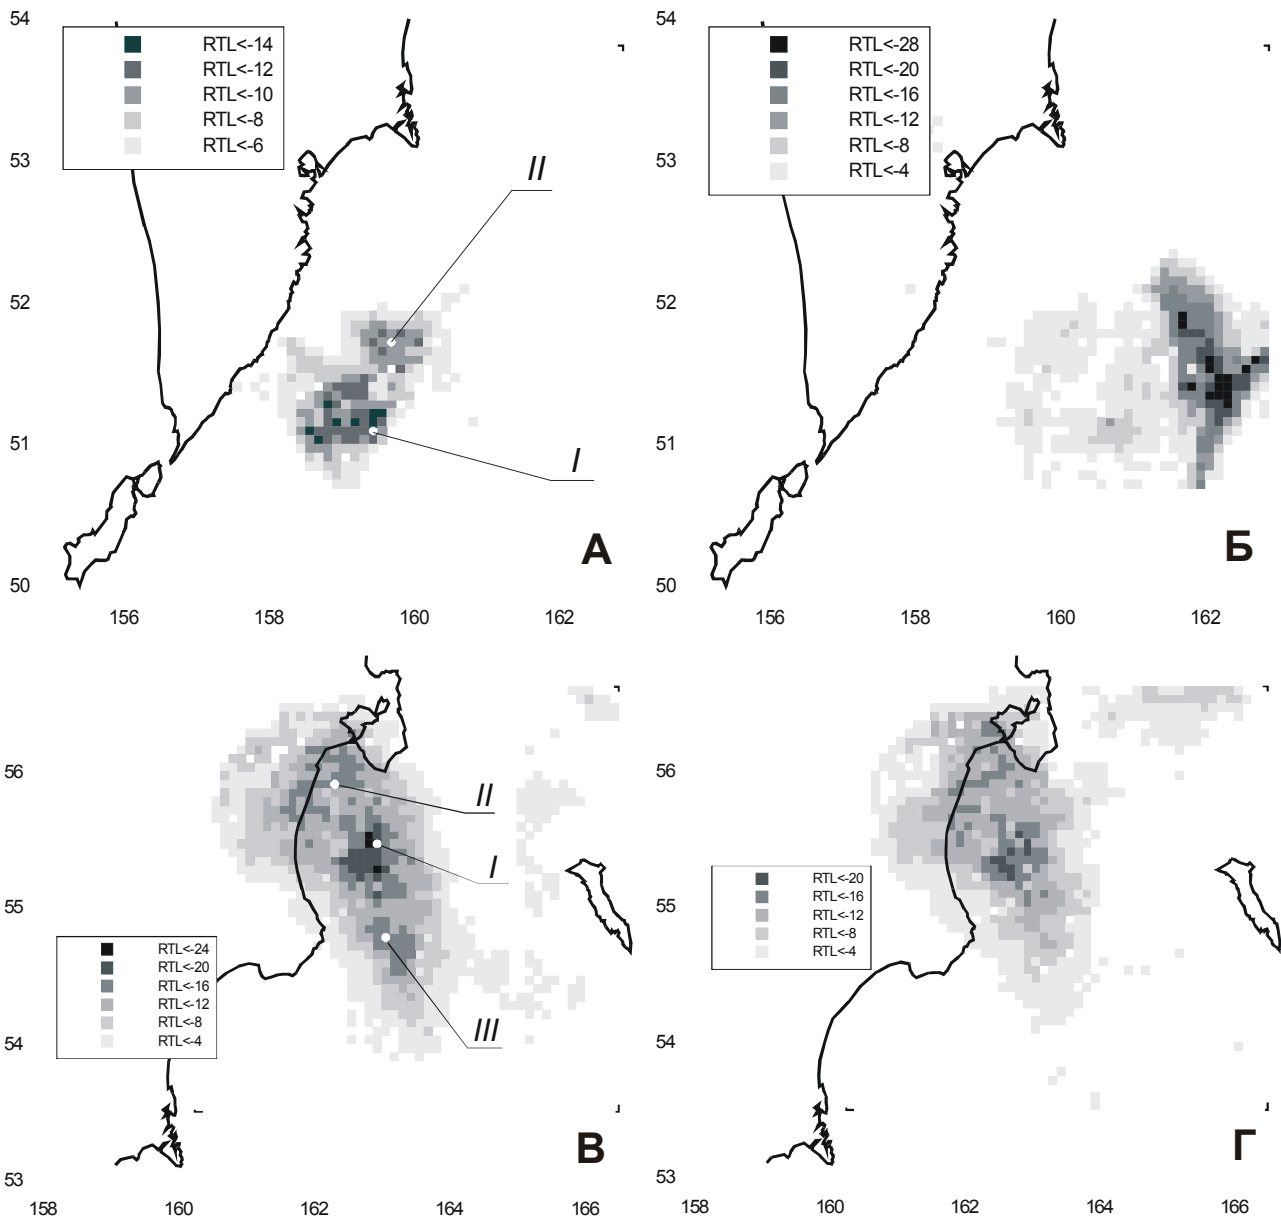 54
RTL<-14
RTL<-12
RTL<-10
RTL<-8
RTL<-6
53
II
52
51
I
50
А
156
158
160
162
54
RTL<-28
RTL<-20
RTL<-16
RTL<-12
RTL<-8
RTL<-4
53
52
51
50
Б
156
158
160
162
56
II
I
55
RTL<-24
RTL<-20
RTL<-16
RTL<-12
RTL<-8
RTL<-4
III
54
В
53
158
160
162
164
166
56
RTL<-20
RTL<-16
RTL<-12
RTL<-8
RTL<-4
55
54
Г
53
158
160
162
164
166